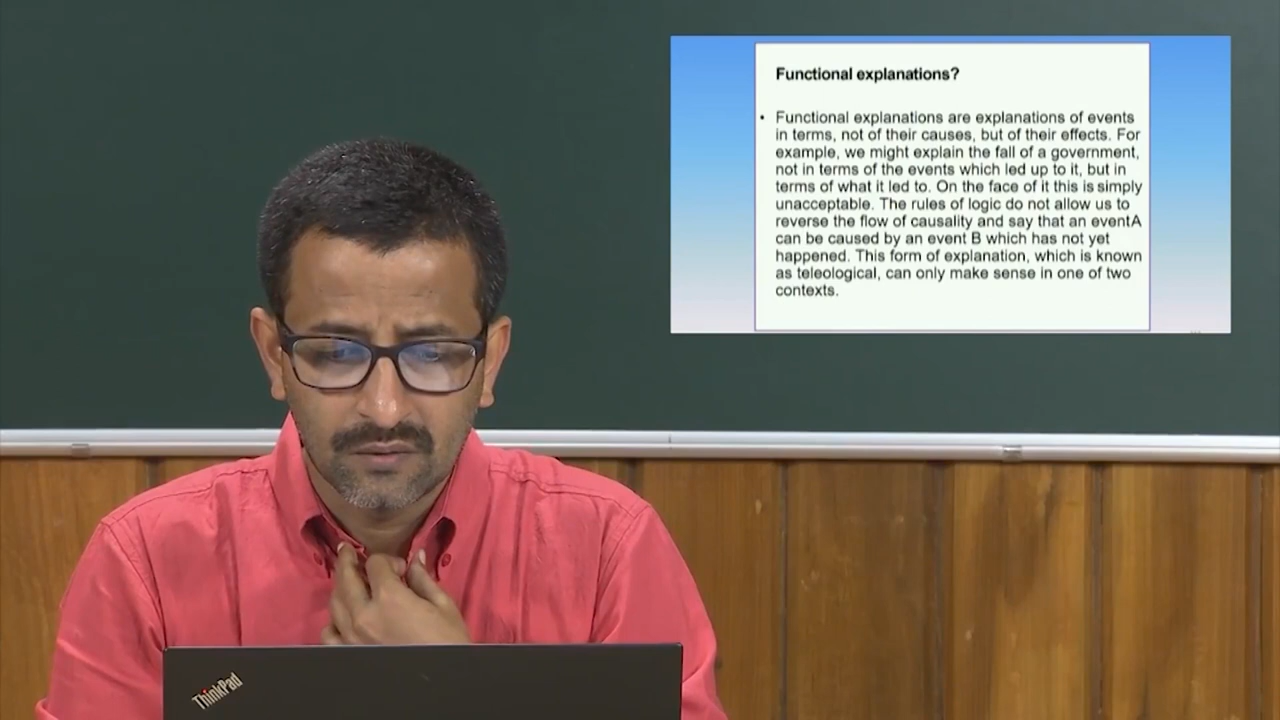 Functional explanations?
• Functional explanations are explanations of events
in terms, not of their causes, but of their effects. For
example, we might explain the fall of a government,
not in terms of the events which led up to it, but in
terms of what it led to. On the face of it this is simply
unacceptable. The rules of logic do not allow us to
reverse the flow of causality and say that an eventA
can be caused by an event B which has not yet
happened. This form of explanation, which is known
as teleological, can only make sense in one of two
contexts.
ThinkPad